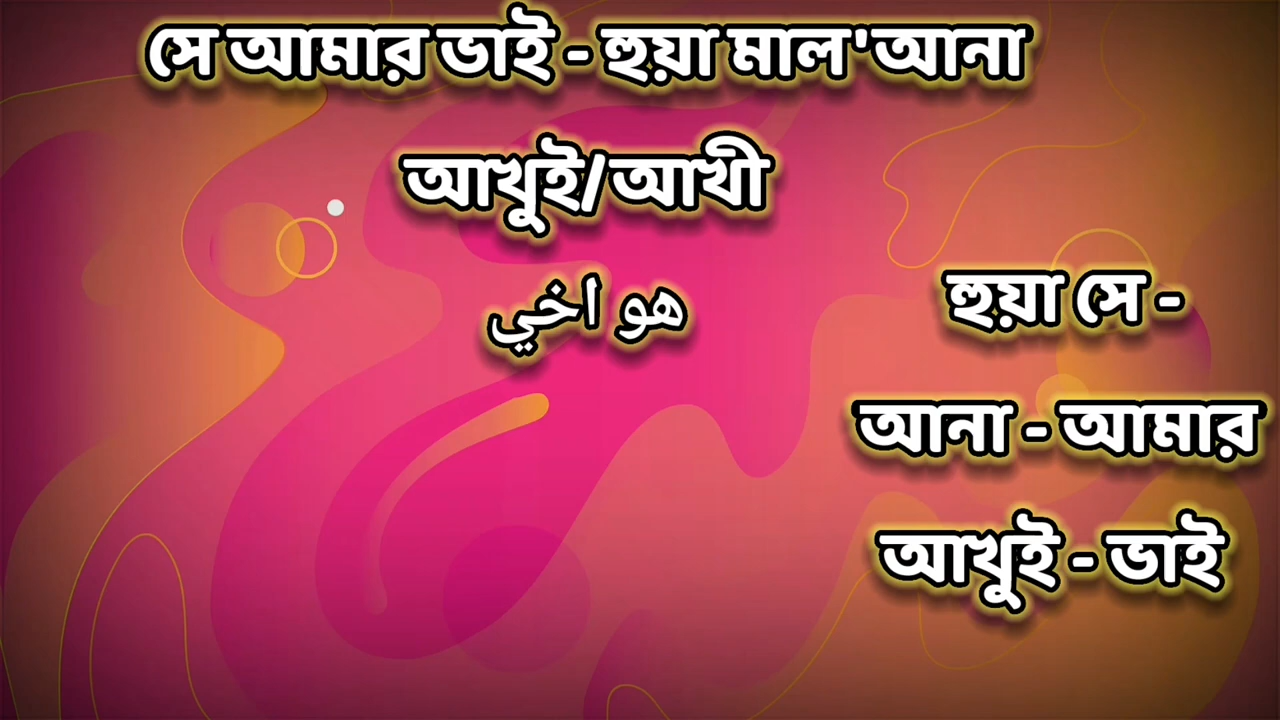 সে আমার ভাই - হুয়া মাল'আনা
আখুই/আখী
هو اخي
হুয়া সে -
আনা - আমার
আখুই - ভাই